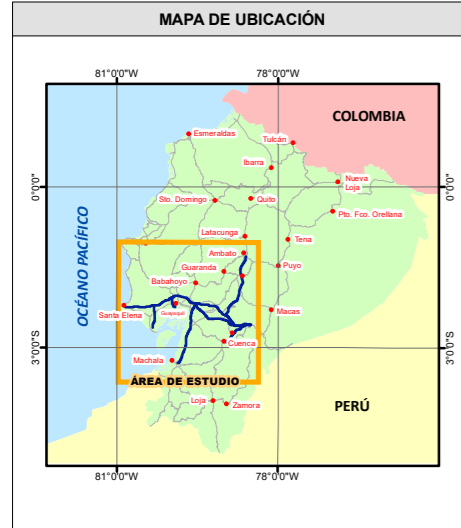 MAPA DE UBICACIÓN
81°0'0"W
78°0'0"W
COLOMBIA
Esmeraldas
Tulcán
Ibarra
0°0'0"
0°0'0"
Nueva
Loja
Sto. Domingo
Quito
Pto. Fco. Orellana
OCÉANO PACÍFICO
Latacunga
Tena
Ambato
Guaranda
Puyo
Babahoyo
Santa Elena
Guayaquil
Macas
3°0'0"S
3°0'0"S
Cuenca
Machala
ÁREA DE ESTUDIO
Loja
Zamora
PERÚ
81°0'0"W
78°0'0"W